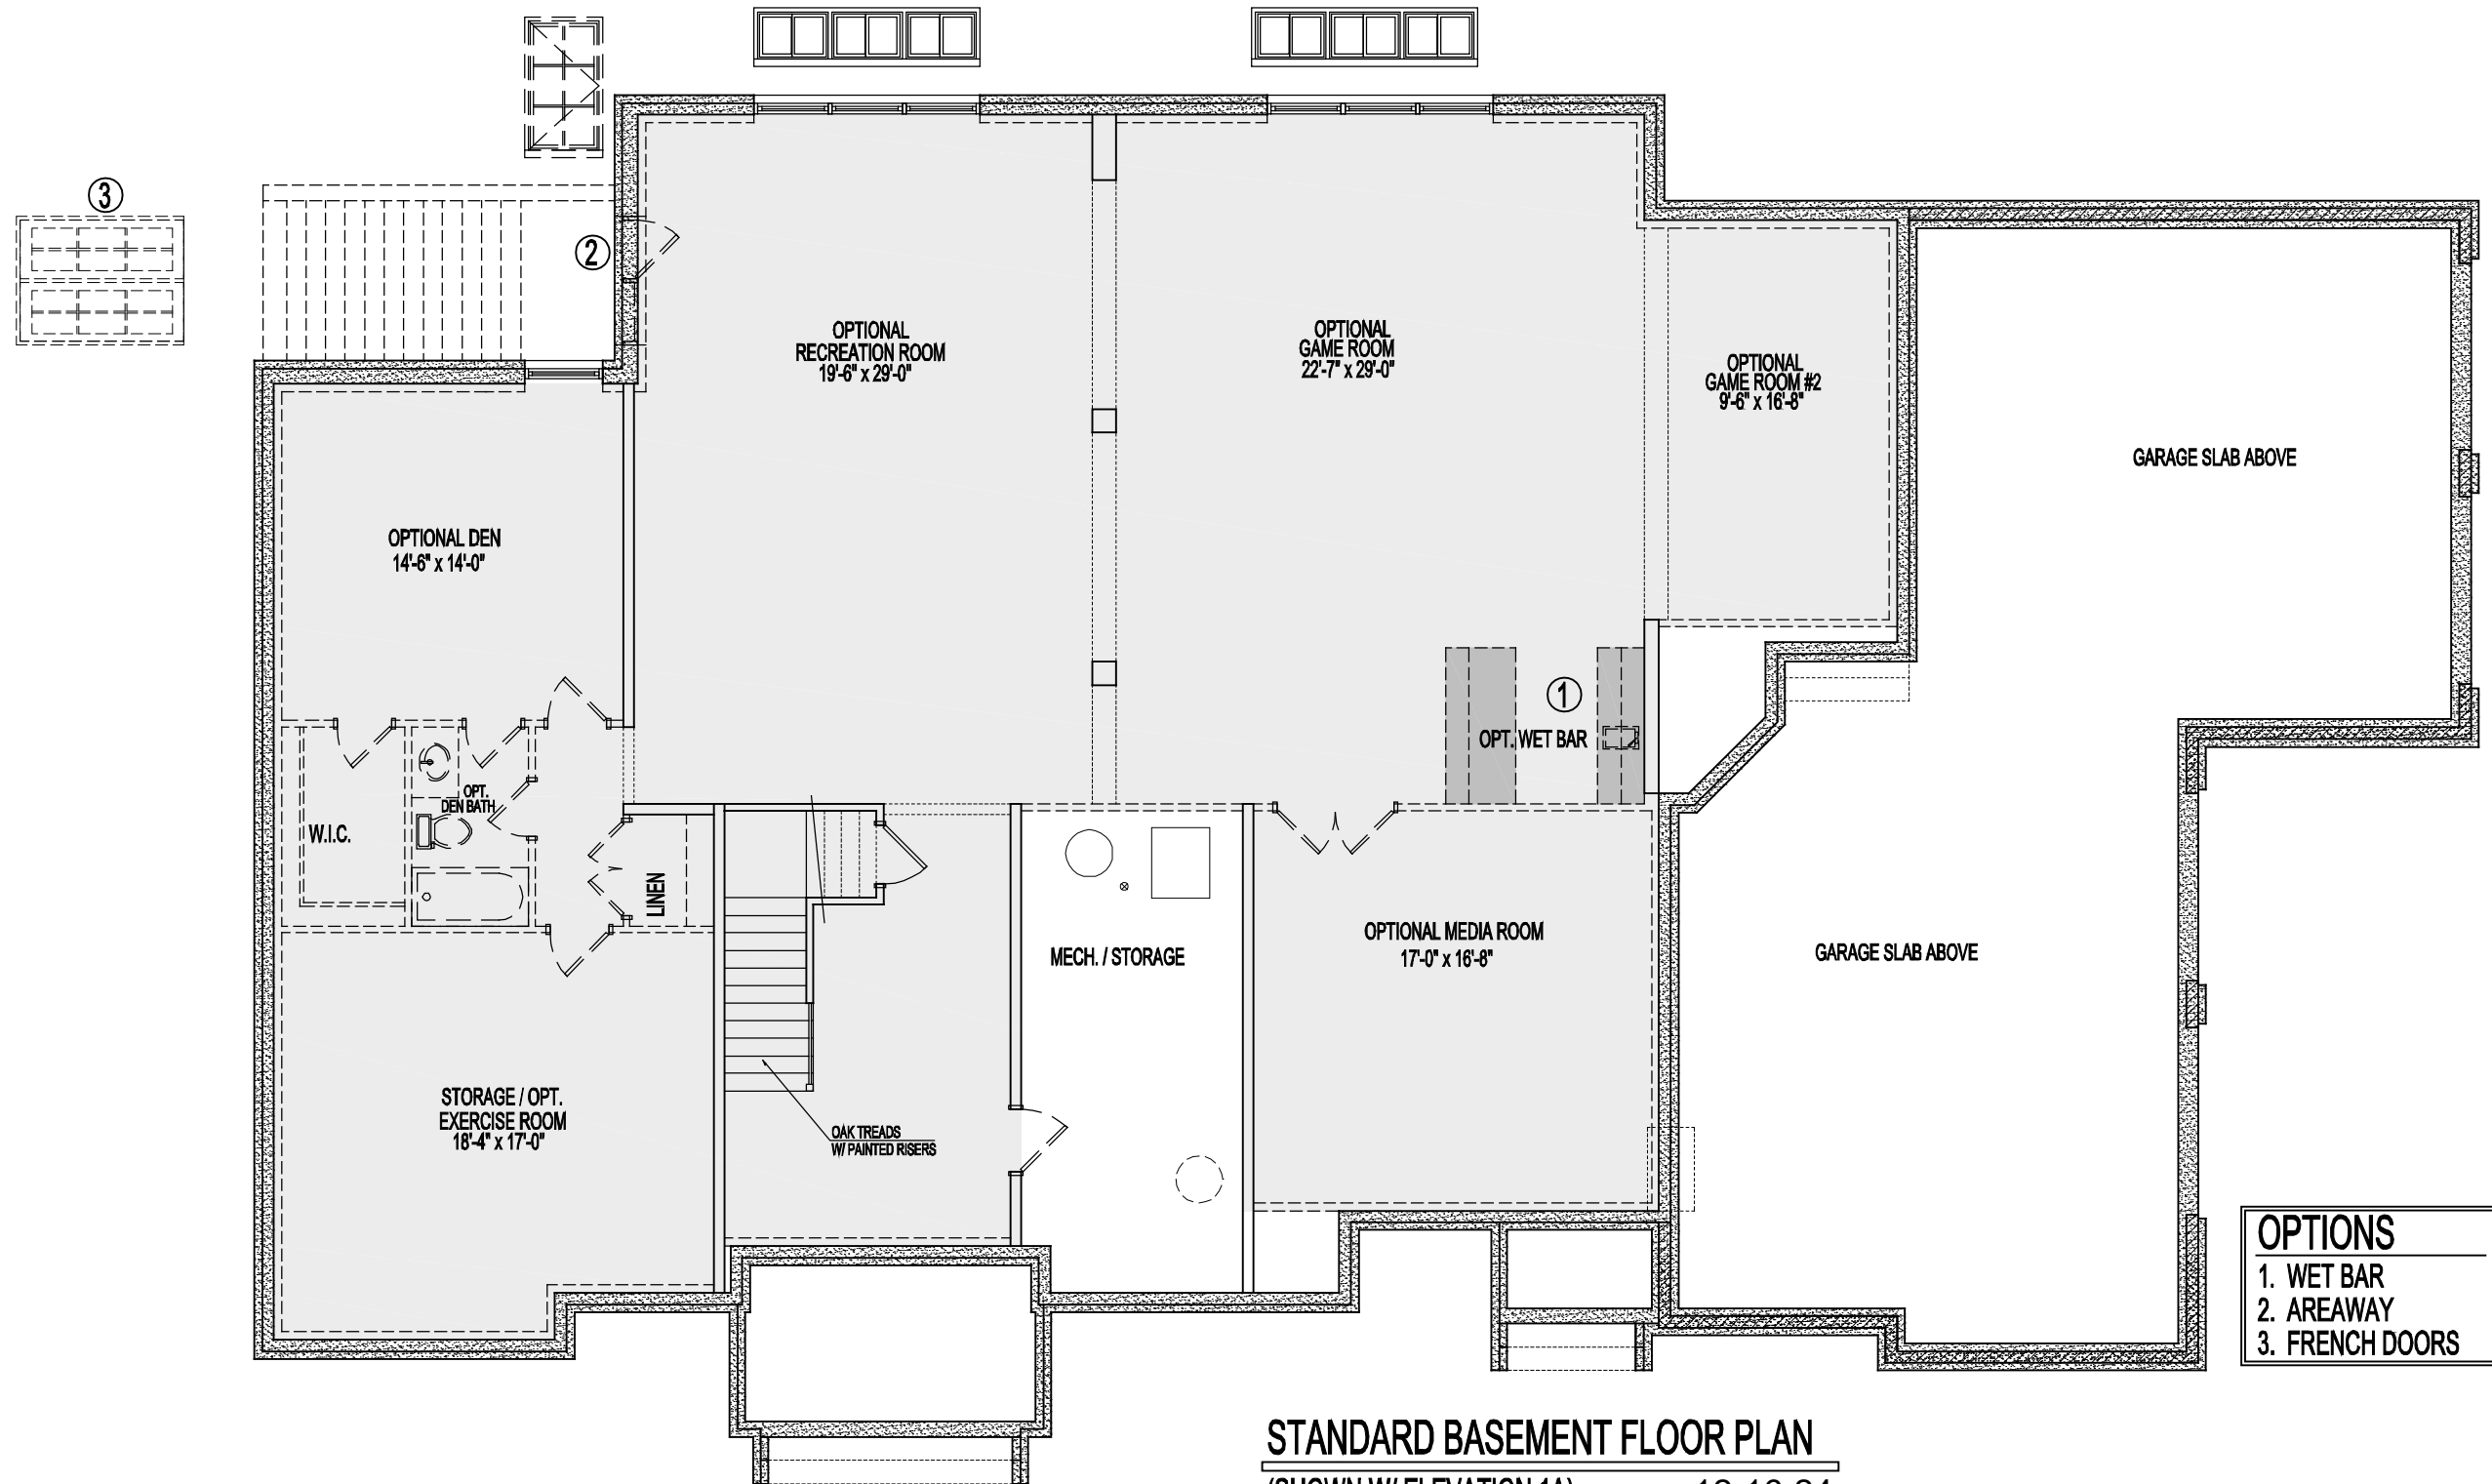 3
2
OPTIONAL
RECREATION ROOM
19'-6" x 29'-0"
OPTIONAL
GAME ROOM
22'-7" x 29'-0"
OPTIONAL
GAME ROOM #2
9'-6" x 16'-8"
GARAGE SLAB ABOVE
OPTIONAL DEN
14'-6" x 14'-0"
1
OPT. WET BAR
OPT.
DEN BATH
W.I.C.
LINEN
MECH. / STORAGE
OPTIONAL MEDIA ROOM
17'-0" x 16'-8"
GARAGE SLAB ABOVE
STORAGE / OPT.
EXERCISE ROOM
18'-4" x 17'-0"
OAK TREADS
W/ PAINTED RISERS
OPTIONS
1. WET BAR
2. AREAWAY
3. FRENCH DOORS
STANDARD BASEMENT FLOOR PLAN
(SHOWN W/ ELEVATION 1A)